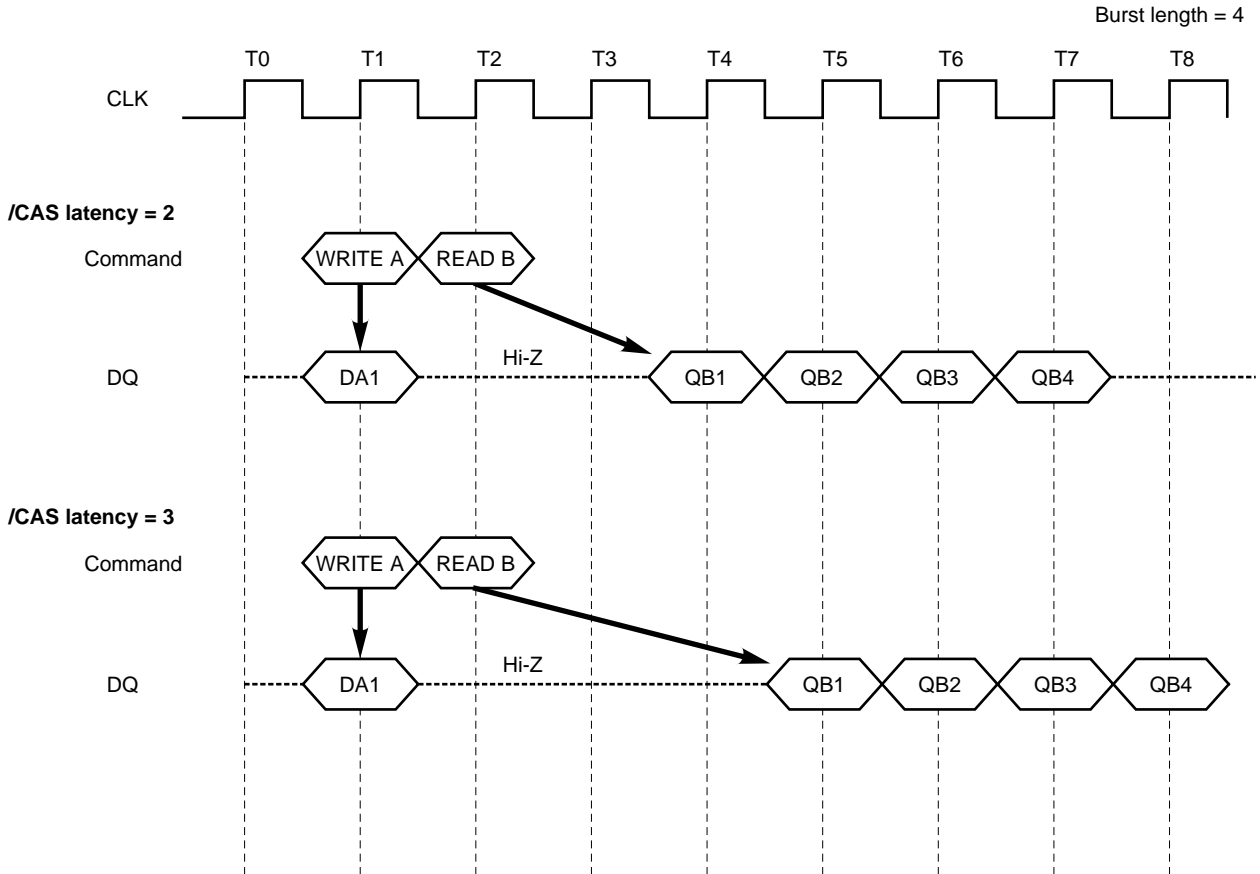 Burst length = 4
T0 T1 T2 T3 T4 T5 T6 T7 T8
CLK
/CAS latency = 2
Command WRITE A READ B
Hi-Z
DQ DA1 QB1 QB2 QB3 QB4
/CAS latency = 3
Command WRITE A READ B
Hi-Z
DQ DA1 QB1 QB2 QB3 QB4